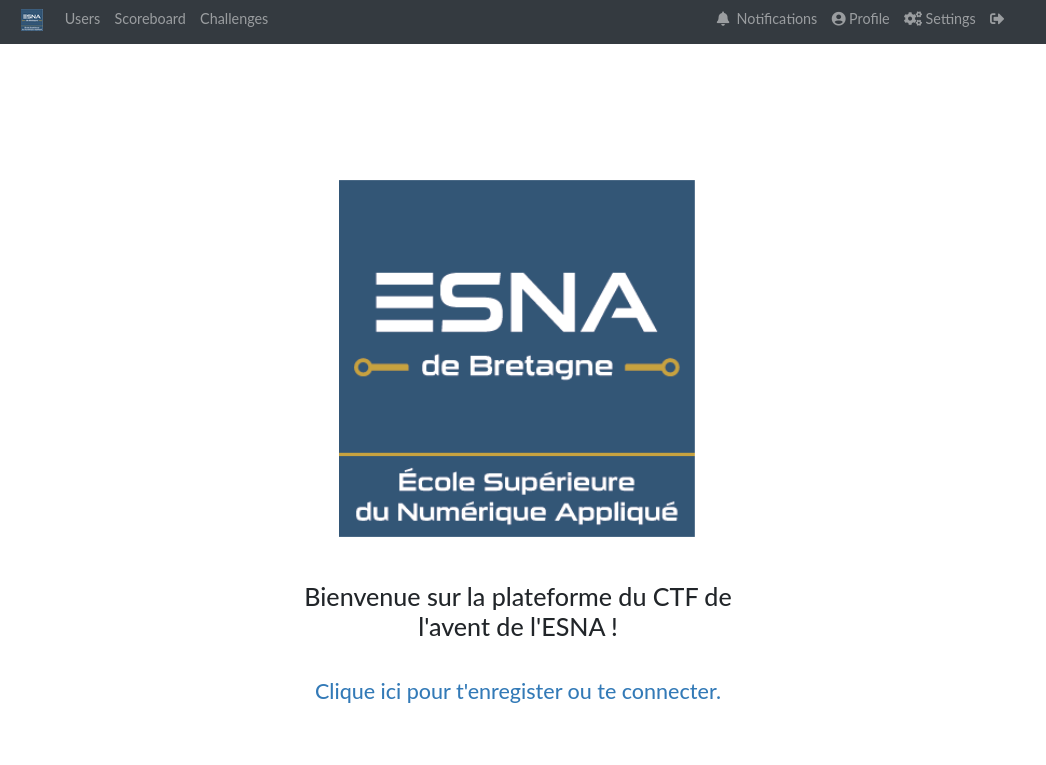 Users Scoreboard Challenges Notifications Profile Settings
ESNA
de Bretagne
École Supérieure
du Numérique Appliqué
Bienvenue sur la plateforme du CTF de
l'avent de l'ESNA !
Clique ici pour t'enregister ou te connecter.